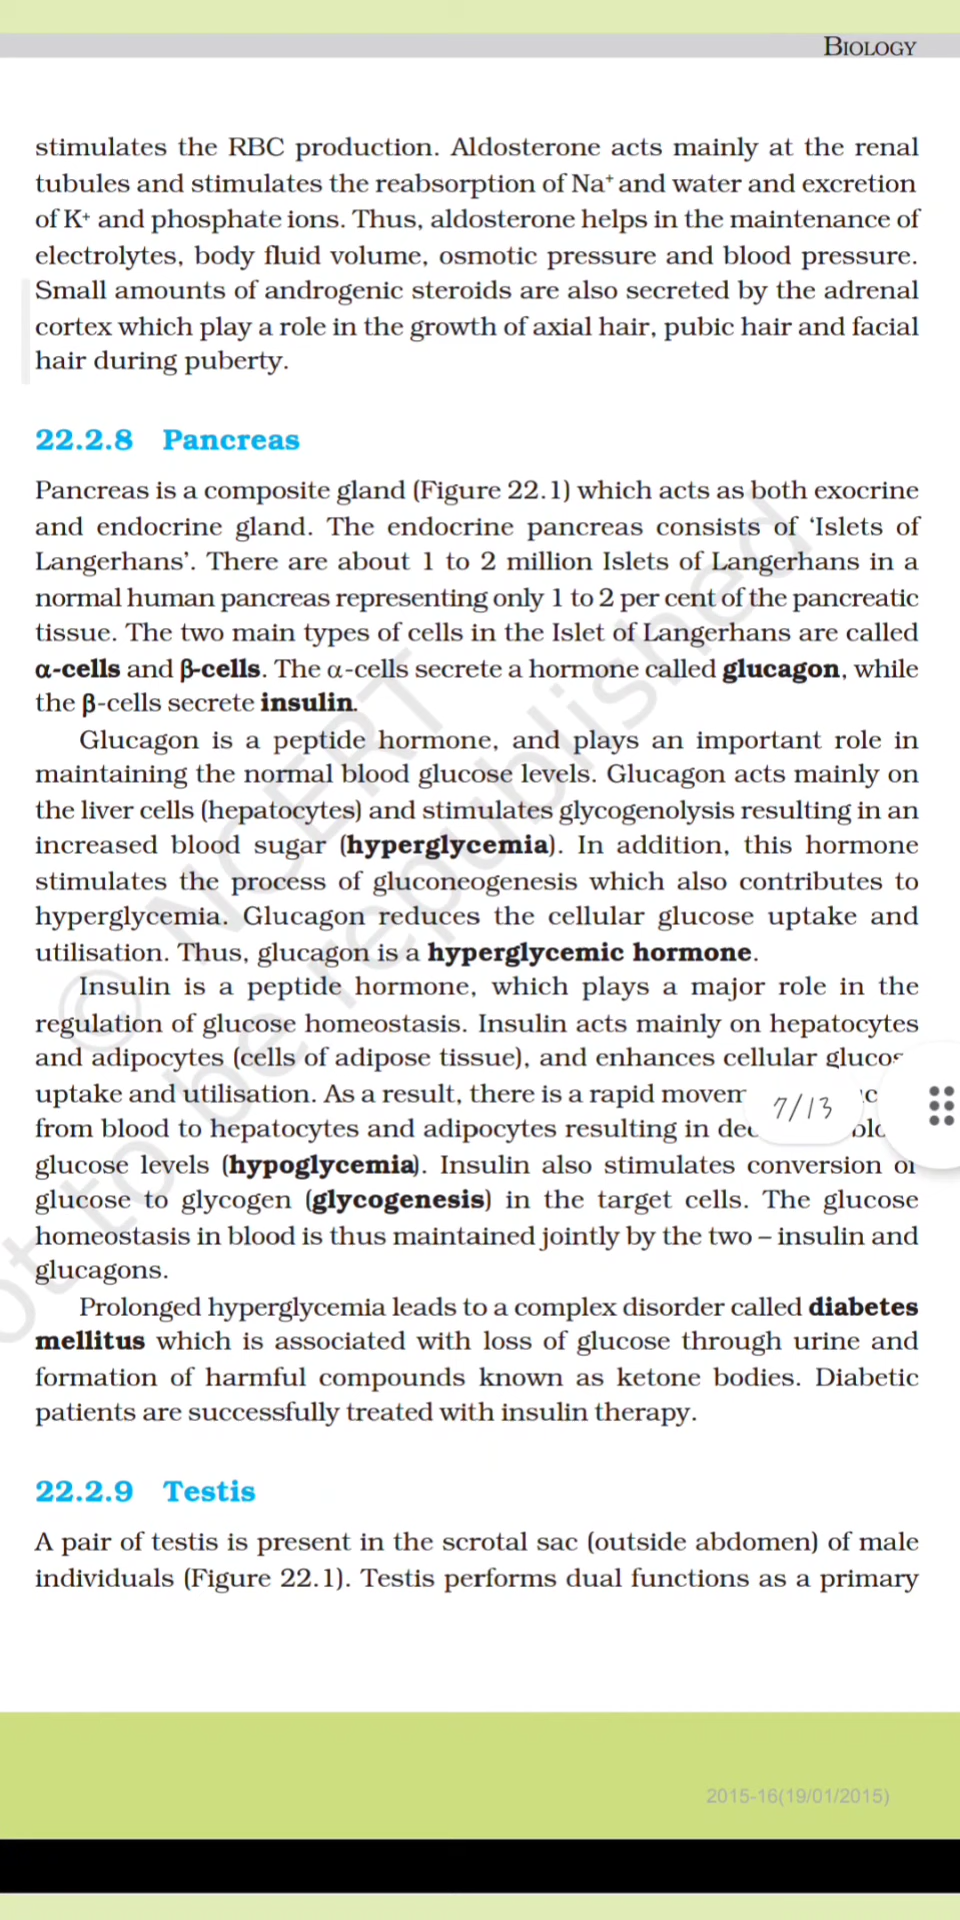 BIOLOGY
stimulates the RBC production. Aldosterone acts mainly at the renal
tubules and stimulates the reabsorption of Na⁺ and water and excretion
of K⁺ and phosphate ions. Thus, aldosterone helps in the maintenance of
electrolytes, body fluid volume, osmotic pressure and blood pressure.
Small amounts of androgenic steroids are also secreted by the adrenal
cortex which play a role in the growth of axial hair, pubic hair and facial
hair during puberty.
22.2.8 Pancreas
Pancreas is a composite gland (Figure 22.1) which acts as both exocrine
and endocrine gland. The endocrine pancreas consists of ‘Islets of
Langerhans’. There are about 1 to 2 million Islets of Langerhans in a
normal human pancreas representing only 1 to 2 per cent of the pancreatic
tissue. The two main types of cells in the Islet of Langerhans are called
α-cells and β-cells. The α-cells secrete a hormone called glucagon, while
the β-cells secrete insulin.
Glucagon is a peptide hormone, and plays an important role in
maintaining the normal blood glucose levels. Glucagon acts mainly on
the liver cells (hepatocytes) and stimulates glycogenolysis resulting in an
increased blood sugar (hyperglycemia). In addition, this hormone
stimulates the process of gluconeogenesis which also contributes to
hyperglycemia. Glucagon reduces the cellular glucose uptake and
utilisation. Thus, glucagon is a hyperglycemic hormone.
Insulin is a peptide hormone, which plays a major role in the
regulation of glucose homeostasis. Insulin acts mainly on hepatocytes
and adipocytes (cells of adipose tissue), and enhances cellular
uptake and utilisation. As a result, there is a rapid
7/13
from blood to hepatocytes and adipocytes resulting in
glucose levels (hypoglycemia). Insulin also stimulates conversion of
glucose to glycogen (glycogenesis) in the target cells. The glucose
homeostasis in blood is thus maintained jointly by the two – insulin and
glucagons.
Prolonged hyperglycemia leads to a complex disorder called diabetes
mellitus which is associated with loss of glucose through urine and
formation of harmful compounds known as ketone bodies. Diabetic
patients are successfully treated with insulin therapy.
22.2.9 Testis
A pair of testis is present in the scrotal sac (outside abdomen) of male
individuals (Figure 22.1). Testis performs dual functions as a primary
© NCERT
be republished
2015-16(19/01/2015)